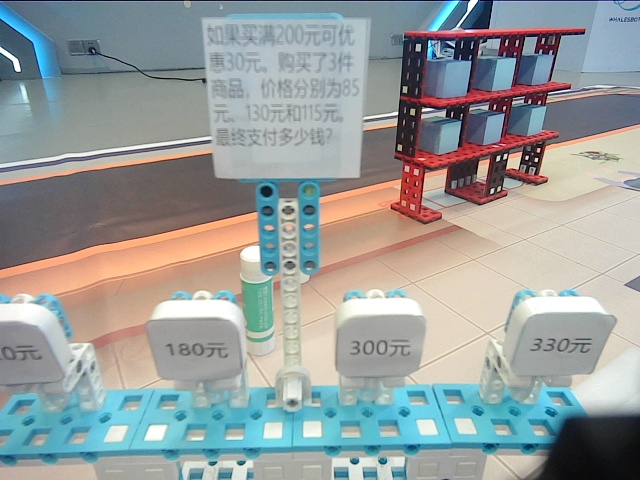 如果买满200元可优
惠30元。购买了3件
商品，价格分别为85
元、130元和115元。
最终支付多少钱?
180元
300元
330元